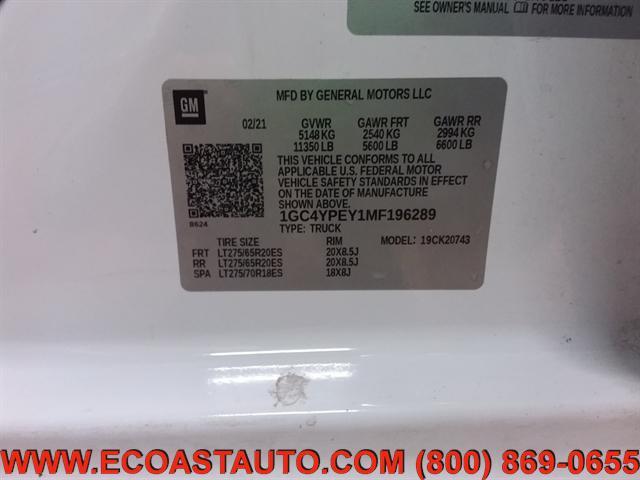 SEE OWNER'S MANUAL FOR MORE INFORMATION
GM
MFD BY GENERAL MOTORS LLC
02/21 GVWR GAWR FRT GAWR RR
5148 KG 2540 KG 2994 KG
11350 LB 5600 LB 6600 LB
THIS VEHICLE CONFORMS TO ALL
APPLICABLE U.S. FEDERAL MOTOR
VEHICLE SAFETY STANDARDS IN EFFECT
ON THE DATE OF MANUFACTURE
SHOWN ABOVE.
1GC4YPEY1MF196289
8624
TYPE: TRUCK
TIRE SIZE RIM MODEL: 19CK20743
FRT LT275/65R20ES 20X8.5J
RR LT275/65R20ES 20X8.5J
SPA LT275/70R18ES 18X8J
WWW.ECOASTAUTO.COM (800) 869-0655